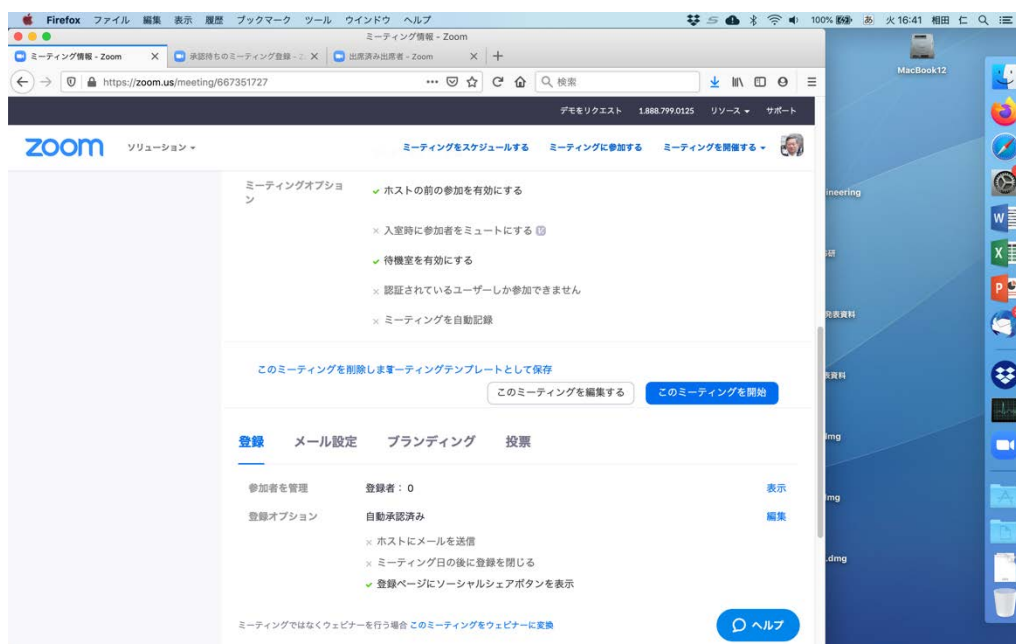 Firefox ファイル 編集 表示 履歴 ブックマーク ツール ウインドウ ヘルプ 100% あ 火 16:41 相田 仁
ミーティング情報 - Zoom
ミーティング情報 - Zoom 承認待ちのミーティング登録 - Z 出席済み出席者 - Zoom
https://zoom.us/meeting/667351727 検索
MacBook12
デモをリクエスト 1.888.799.0125 リソース サポート
zoom ソリューション ミーティングをスケジュールする ミーティングに参加する ミーティングを開催する
ミーティングオプション
ン
ホストの前の参加を有効にする
入室時に参加者をミュートにする
待機室を有効にする
認証されているユーザーしか参加できません
ミーティングを自動記録
ineering
発表資料
表資料
img
img
.dmg
このミーティングを削除します ーティングテンプレートとして保存
このミーティングを編集する このミーティングを開始
登録 メール設定 ブランディング 投票
参加者を管理 登録者: 0 表示
登録オプション 自動承認済み 編集
ホストにメールを送信
ミーティング日の後に登録を閉じる
登録ページにソーシャルシェアボタンを表示
ミーティングではなくウェビナーを行う場合 このミーティングをウェビナーに変換
ヘルプ